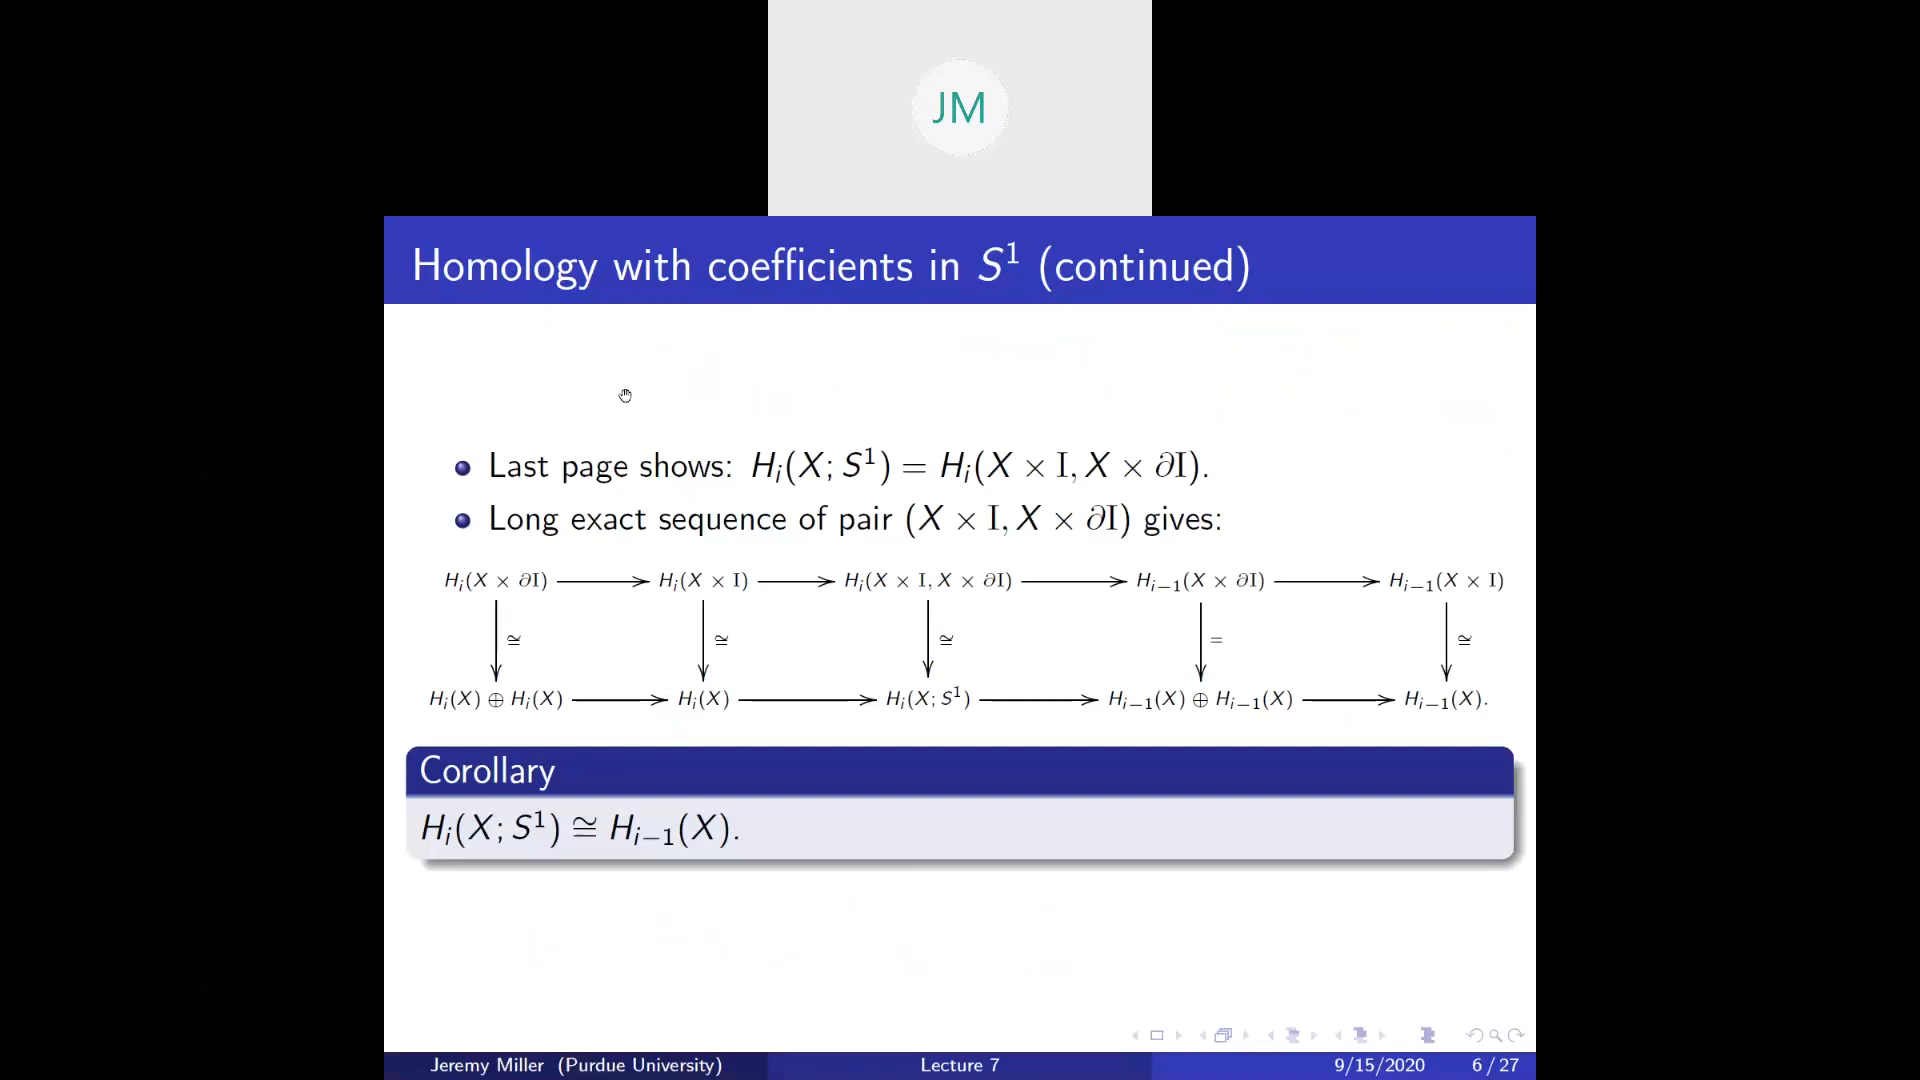 JM
Homology with coefficients in S¹ (continued)
Last page shows: Hᵢ(X; S¹) = Hᵢ(X × I, X × ∂I).
Long exact sequence of pair (X × I, X × ∂I) gives:
Hᵢ(X × ∂I) ⟶ Hᵢ(X × I) ⟶ Hᵢ(X × I, X × ∂I) ⟶ Hᵢ₋₁(X × ∂I) ⟶ Hᵢ₋₁(X × I)
≅ ≅ ≅ = ≅
Hᵢ(X) ⊕ Hᵢ(X) ⟶ Hᵢ(X) ⟶ Hᵢ(X; S¹) ⟶ Hᵢ₋₁(X) ⊕ Hᵢ₋₁(X) ⟶ Hᵢ₋₁(X).
Corollary
Hᵢ(X; S¹) ≅ Hᵢ₋₁(X).
Jeremy Miller (Purdue University) Lecture 7 9/15/2020 6 / 27